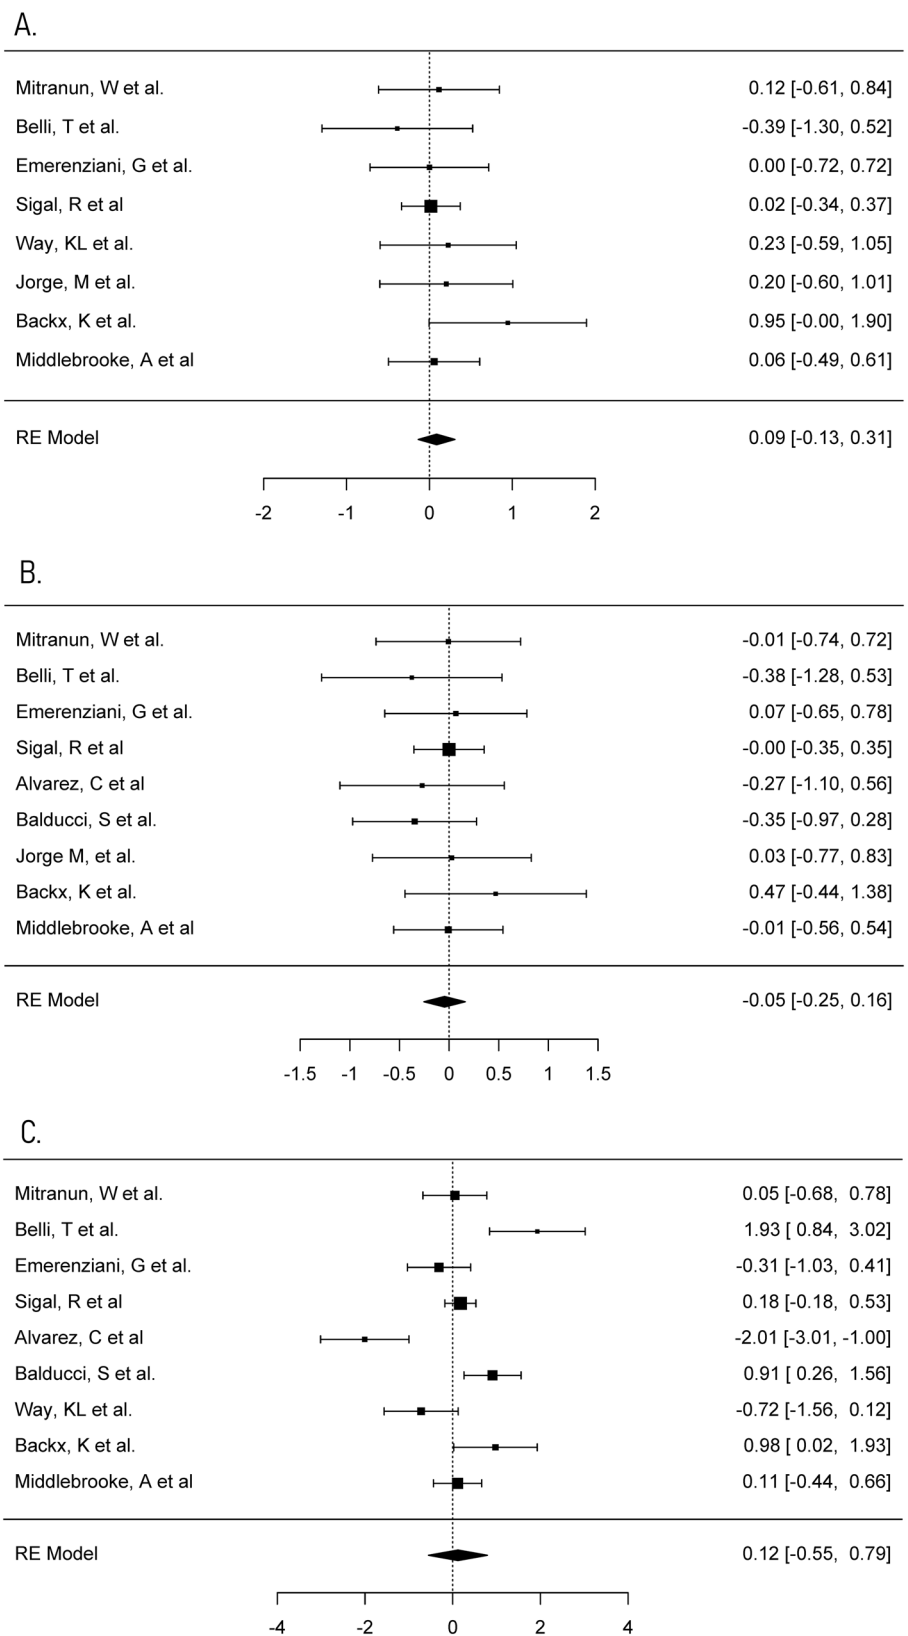 A.
Mitranun, W et al. 0.12 [-0.61, 0.84]
Belli, T et al. -0.39 [-1.30, 0.52]
Emerenziani, G et al. 0.00 [-0.72, 0.72]
Sigal, R et al 0.02 [-0.34, 0.37]
Way, KL et al. 0.23 [-0.59, 1.05]
Jorge, M et al. 0.20 [-0.60, 1.01]
Backx, K et al. 0.95 [-0.00, 1.90]
Middlebrooke, A et al 0.06 [-0.49, 0.61]
RE Model 0.09 [-0.13, 0.31]
-2 -1 0 1 2
B.
Mitranun, W et al. -0.01 [-0.74, 0.72]
Belli, T et al. -0.38 [-1.28, 0.53]
Emerenziani, G et al. 0.07 [-0.65, 0.78]
Sigal, R et al -0.00 [-0.35, 0.35]
Alvarez, C et al -0.27 [-1.10, 0.56]
Balducci, S et al. -0.35 [-0.97, 0.28]
Jorge M, et al. 0.03 [-0.77, 0.83]
Backx, K et al. 0.47 [-0.44, 1.38]
Middlebrooke, A et al -0.01 [-0.56, 0.54]
RE Model -0.05 [-0.25, 0.16]
-1.5 -1 -0.5 0 0.5 1 1.5
C.
Mitranun, W et al. 0.05 [-0.68, 0.78]
Belli, T et al. 1.93 [ 0.84, 3.02]
Emerenziani, G et al. -0.31 [-1.03, 0.41]
Sigal, R et al 0.18 [-0.18, 0.53]
Alvarez, C et al -2.01 [-3.01, -1.00]
Balducci, S et al. 0.91 [ 0.26, 1.56]
Way, KL et al. -0.72 [-1.56, 0.12]
Backx, K et al. 0.98 [ 0.02, 1.93]
Middlebrooke, A et al 0.11 [-0.44, 0.66]
RE Model 0.12 [-0.55, 0.79]
-4 -2 0 2 4